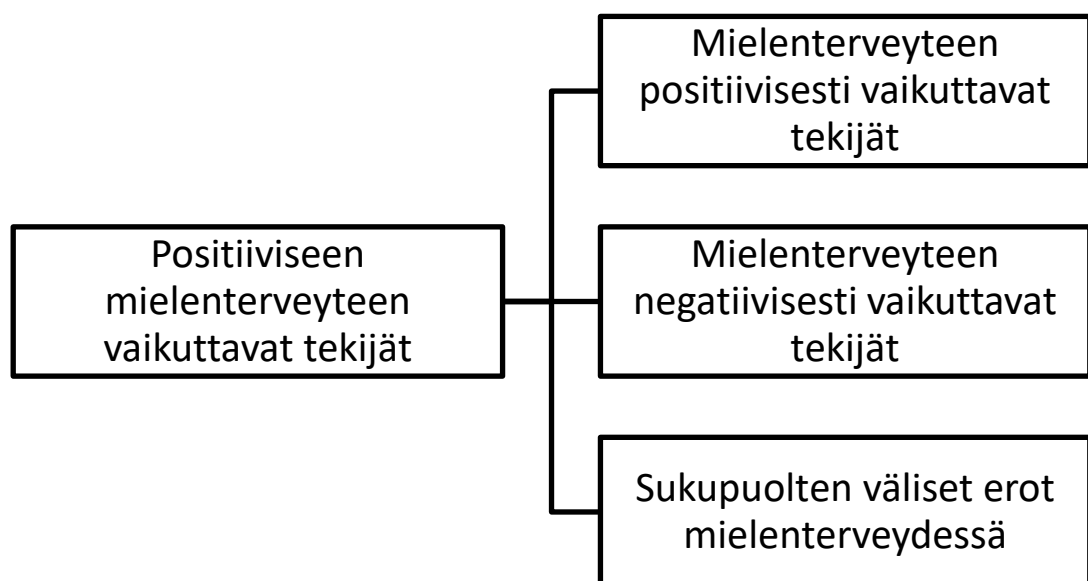 Mielenterveyteen
positiivisesti vaikuttavat
tekijät
Positiiviseen
mielenterveyteen
vaikuttavat tekijät
Mielenterveyteen
negatiivisesti vaikuttavat
tekijät
Sukupuolten väliset erot
mielenterveydessä